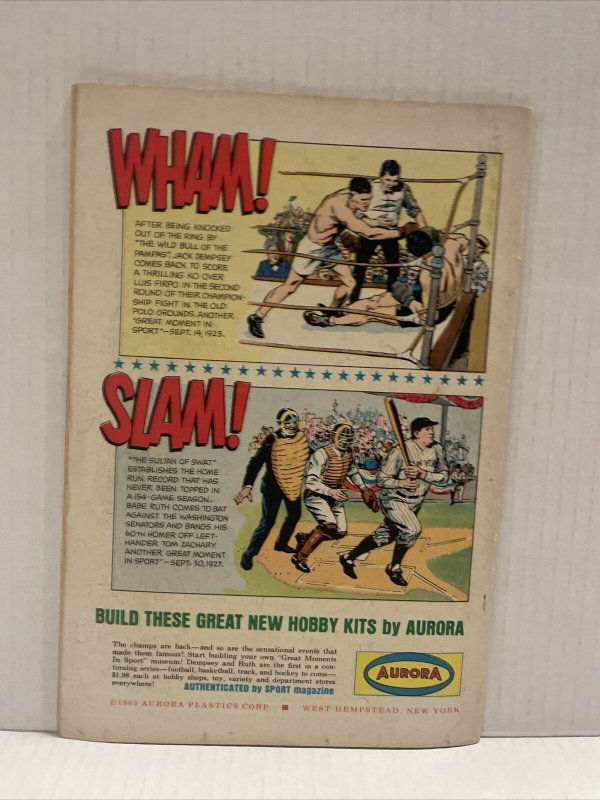 WHAM!
AFTER BEING KNOCKED
OUT OF THE RING BY
"THE WILD BULL OF THE
PAMPAS", JACK DEMPSEY
COMES BACK TO SCORE
A THRILLING KO OVER
LUIS FIRPO IN THE SECOND
ROUND OF THEIR CHAMPION-
SHIP FIGHT IN THE OLD
POLO GROUNDS. ANOTHER
"GREAT MOMENT IN
SPORT"—SEPT. 14, 1923.
SLAM!
"THE SULTAN OF SWAT"
ESTABLISHES THE HOME
RUN RECORD THAT HAS
NEVER BEEN TOPPED IN
A 154-GAME SEASON.
BABE RUTH COMES TO BAT
AGAINST THE WASHINGTON
SENATORS AND BANGS HIS
60TH HOMER OFF LEFT-
HANDER TOM ZACHARY.
ANOTHER GREAT MOMENT
IN SPORT"—SEPT. 30, 1927.
BUILD THESE GREAT NEW HOBBY KITS by AURORA
The champs are back—and so are the sensational events that
made them famous! Start building your own "Great Moments
In Sport" museum! Dempsey and Ruth are the first in a con-
tinuing series—football, basketball, track, and hockey to come—
$1.98 each at hobby shops, toy, variety and department stores
everywhere!
AUTHENTICATED by SPORT magazine
AURORA
©1965 AURORA PLASTICS CORP. ■ WEST HEMPSTEAD, NEW YORK